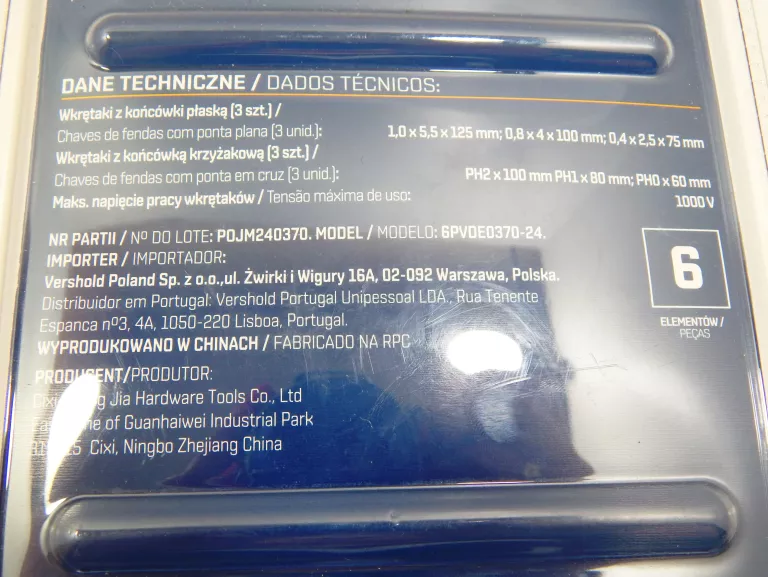 DANE TECHNICZNE / DADOS TÉCNICOS:
Wkrętaki z końcówki płaską (3 szt.) /
Chaves de fendas com ponta plana (3 unid.): 1,0 x 5,5 x 125 mm; 0,8 x 4 x 100 mm; 0,4 x 2,5 x 75 mm
Wkrętaki z końcówką krzyżakową (3 szt.) /
Chaves de fendas com ponta em cruz (3 unid.): PH2 x 100 mm PH1 x 80 mm; PH0 x 60 mm
Maks. napięcie pracy wkrętaków / Tensão máxima de uso: 1000 V
NR PARTII / Nº DO LOTE: POJM240370. MODEL / MODELO: 6PVDE0370-24.
IMPORTER / IMPORTADOR:
Vershold Poland Sp. z o.o.,ul. Żwirki i Wigury 16A, 02-092 Warszawa, Polska.
Distribuidor em Portugal: Vershold Portugal Unipessoal LDA., Rua Tenente
Espanca nº3, 4A, 1050-220 Lisboa, Portugal.
WYPRODUKOWANO W CHINACH / FABRICADO NA RPC
6
ELEMENTÓW /
PEÇAS
PRODUCENT/PRODUTOR:
Cixi Jia Hardware Tools Co., Ltd
of Guanhaiwei Industrial Park
Cixi, Ningbo Zhejiang China